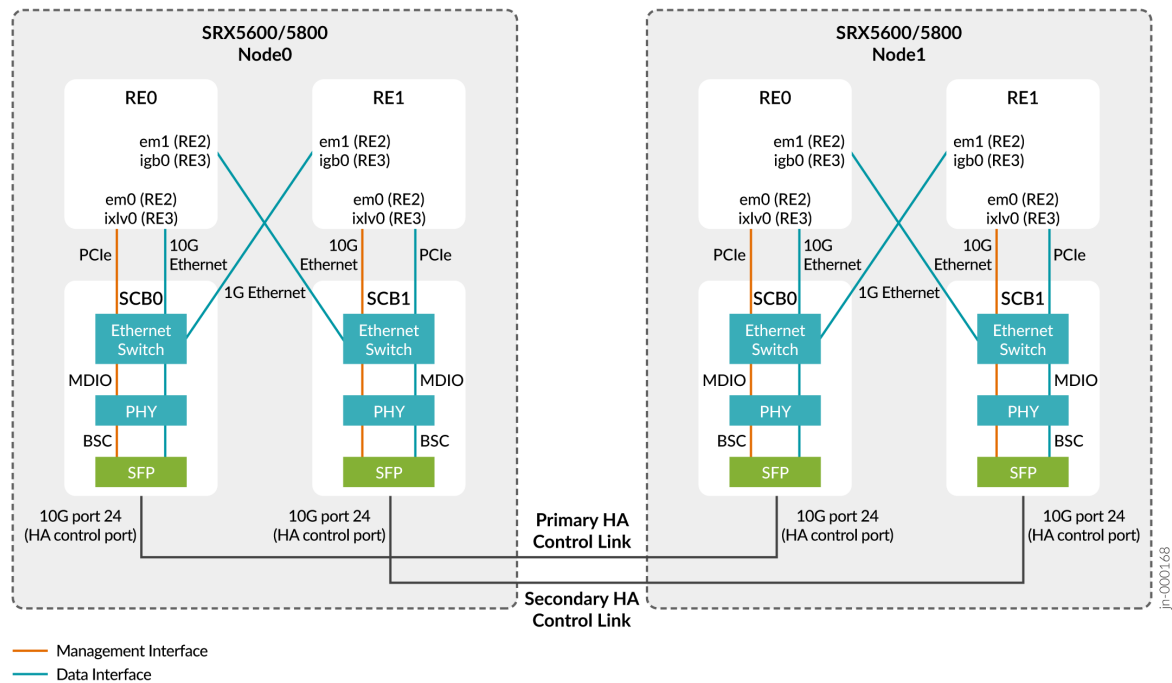 SRX5600/5800
Node0
RE0
RE1
em1 (RE2)
igb0 (RE3)
em1 (RE2)
igb0 (RE3)
em0 (RE2)
ixlv0 (RE3)
em0 (RE2)
ixlv0 (RE3)
PCIe
10G
Ethernet
10G
Ethernet
PCIe
1G Ethernet
SCB0
SCB1
Ethernet
Switch
Ethernet
Switch
MDIO
MDIO
PHY
PHY
BSC
BSC
SFP
SFP
10G port 24
(HA control port)
10G port 24
(HA control port)
SRX5600/5800
Node1
RE0
RE1
em1 (RE2)
igb0 (RE3)
em1 (RE2)
igb0 (RE3)
em0 (RE2)
ixlv0 (RE3)
em0 (RE2)
ixlv0 (RE3)
PCIe
10G
Ethernet
10G
Ethernet
PCIe
1G Ethernet
SCB0
SCB1
Ethernet
Switch
Ethernet
Switch
MDIO
MDIO
PHY
PHY
BSC
BSC
SFP
SFP
10G port 24
(HA control port)
10G port 24
(HA control port)
Primary HA
Control Link
Secondary HA
Control Link
jn-000168
Management Interface
Data Interface